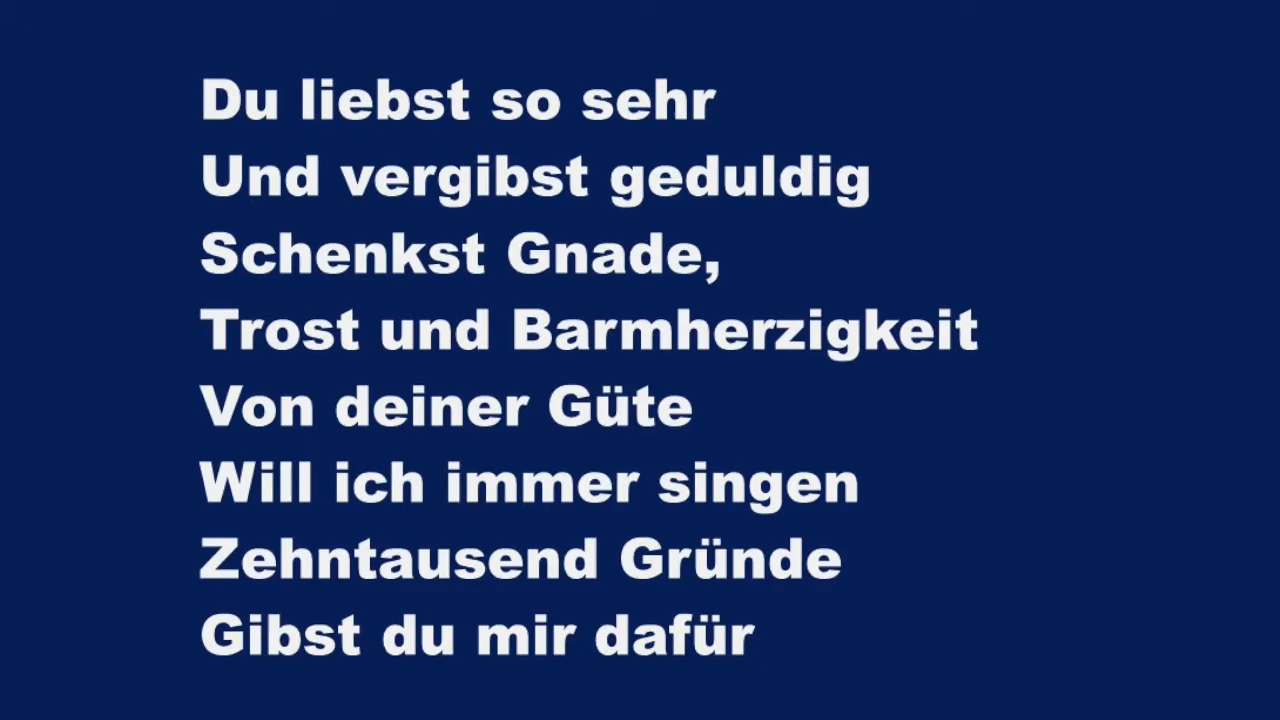 Du liebst so sehr
Und vergibst geduldig
Schenkst Gnade,
Trost und Barmherzigkeit
Von deiner Güte
Will ich immer singen
Zehntausend Gründe
Gibst du mir dafür